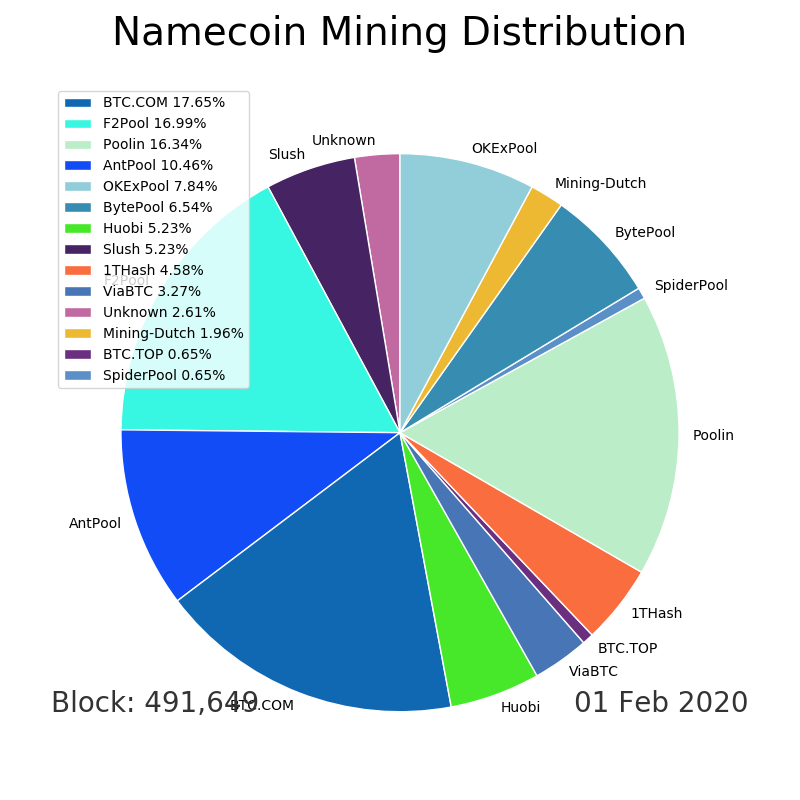 Namecoin Mining Distribution
BTC.COM 17.65%
F2Pool 16.99%
Poolin 16.34%
AntPool 10.46%
OKExPool 7.84%
BytePool 6.54%
Huobi 5.23%
Slush 5.23%
1THash 4.58%
ViaBTC 3.27%
Unknown 2.61%
Mining-Dutch 1.96%
BTC.TOP 0.65%
SpiderPool 0.65%
Unknown
Slush
OKExPool
Mining-Dutch
BytePool
SpiderPool
F2Pool
Poolin
AntPool
1THash
BTC.TOP
ViaBTC
Huobi
BTC.COM
Block: 491,649
01 Feb 2020